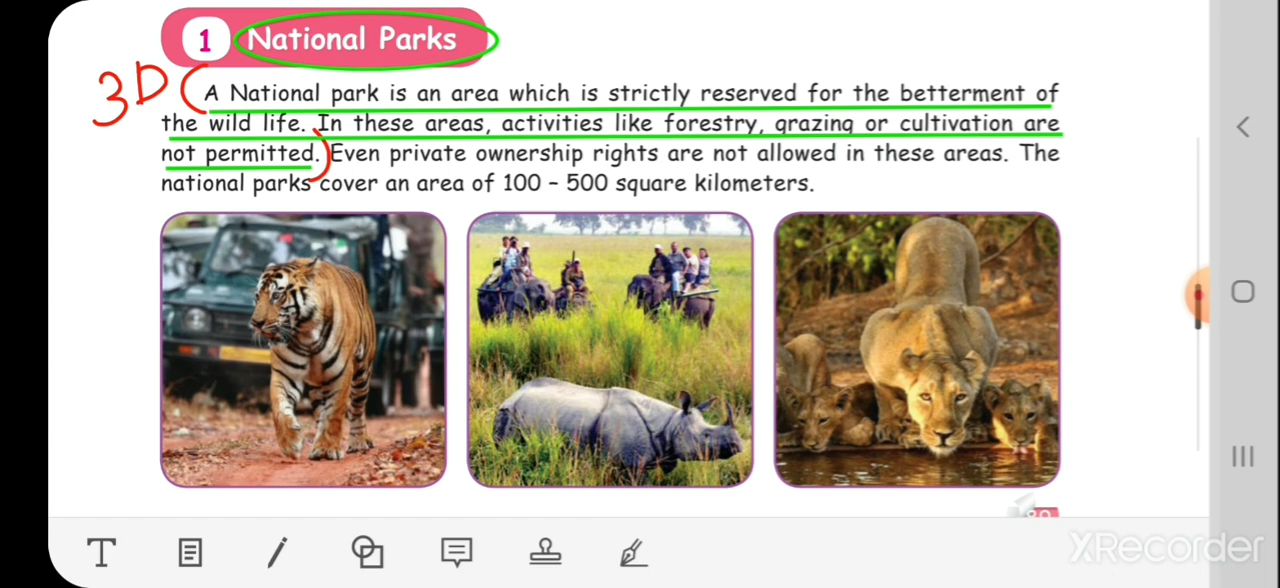 1 National Parks
3D
A National park is an area which is strictly reserved for the betterment of
the wild life. In these areas, activities like forestry, grazing or cultivation are
not permitted. Even private ownership rights are not allowed in these areas. The
national parks cover an area of 100 – 500 square kilometers.
T
XRecorder